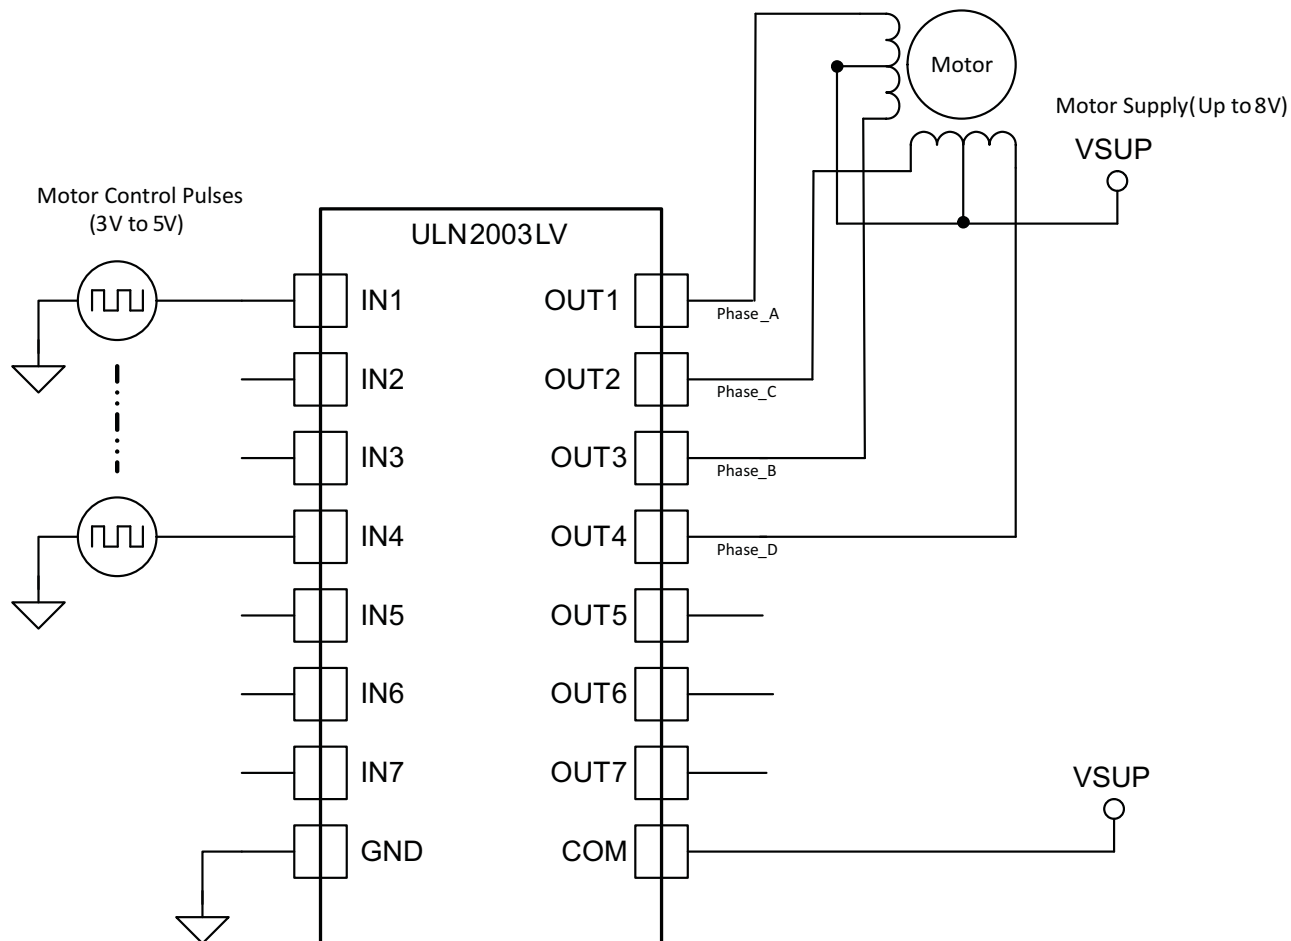 Motor
Motor Supply(Up to 8V)
VSUP
Motor Control Pulses
(3V to 5V)
ULN2003LV
IN1
OUT1
Phase_A
IN2
OUT2
Phase_C
IN3
OUT3
Phase_B
IN4
OUT4
Phase_D
IN5
OUT5
IN6
OUT6
IN7
OUT7
VSUP
GND
COM